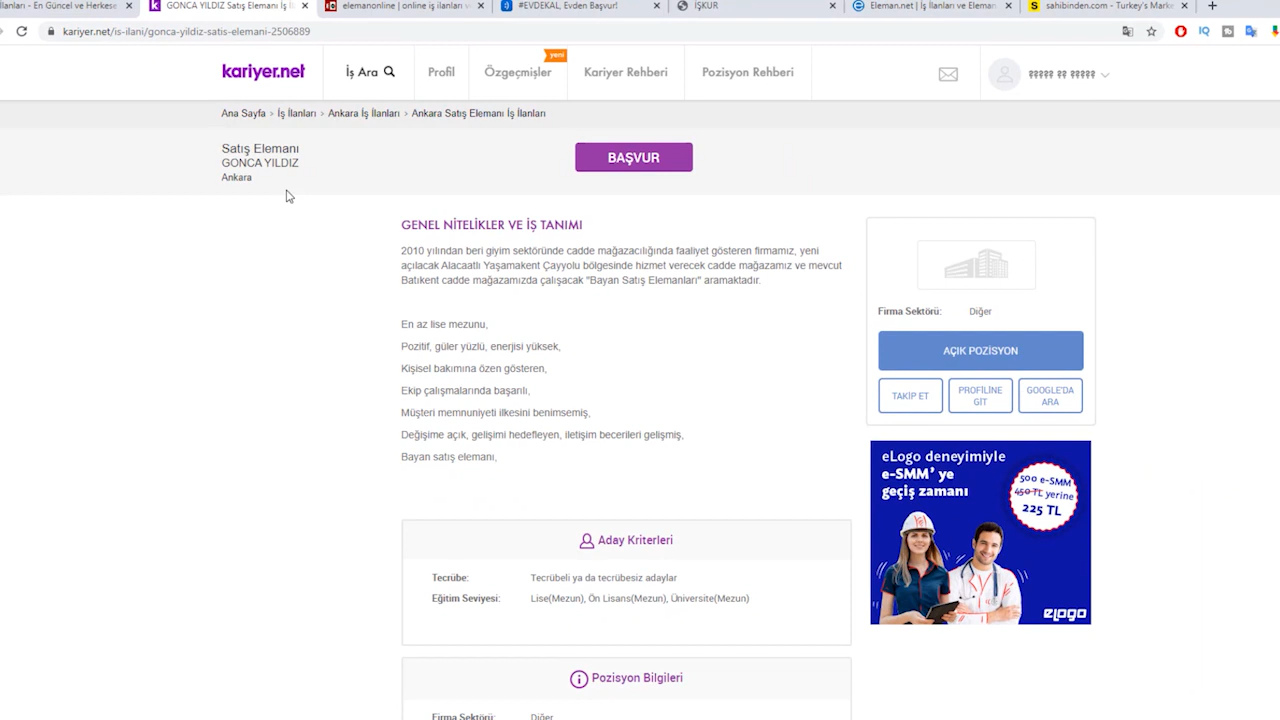 İlanları - En Güncel ve Herkese
GONCA YILDIZ Satış Elemanı İş İ
elemanonline | online iş ilanları v
#EVDEKAL, Evden Başvur!
İŞKUR
Eleman.net | İş İlanları ve Eleman
sahibinden.com - Turkey's Marke
kariyer.net/is-ilani/gonca-yildiz-satis-elemani-2506889
kariyer.net
İş Ara
Profil
Özgeçmişler
yeni
Kariyer Rehberi
Pozisyon Rehberi
????? ?? ?????
Ana Sayfa > İş İlanları > Ankara İş İlanları > Ankara Satış Elemanı İş İlanları
Satış Elemanı
GONCA YILDIZ
Ankara
BAŞVUR
GENEL NİTELİKLER VE İŞ TANIMI
2010 yılından beri giyim sektöründe cadde mağazacılığında faaliyet gösteren firmamız, yeni
açılacak Alacaatlı Yaşamakent Çayyolu bölgesinde hizmet verecek cadde mağazamız ve mevcut
Batıkent cadde mağazamızda çalışacak "Bayan Satış Elemanları" aramaktadır.
En az lise mezunu,
Pozitif, güler yüzlü, enerjisi yüksek,
Kişisel bakımına özen gösteren,
Ekip çalışmalarında başarılı,
Müşteri memnuniyeti ilkesini benimsemiş,
Değişime açık, gelişimi hedefleyen, iletişim becerileri gelişmiş,
Bayan satış elemanı,
Aday Kriterleri
Tecrübe: Tecrübeli ya da tecrübesiz adaylar
Eğitim Seviyesi: Lise(Mezun), Ön Lisans(Mezun), Üniversite(Mezun)
Pozisyon Bilgileri
Firma Sektörü: Diğer
Firma Sektörü: Diğer
AÇIK POZİSYON
TAKİP ET
PROFİLİNE
GİT
GOOGLE'DA
ARA
eLogo deneyimiyle
e-SMM' ye
geçiş zamanı
500 e-SMM
450 TL yerine
225 TL
eLOGO